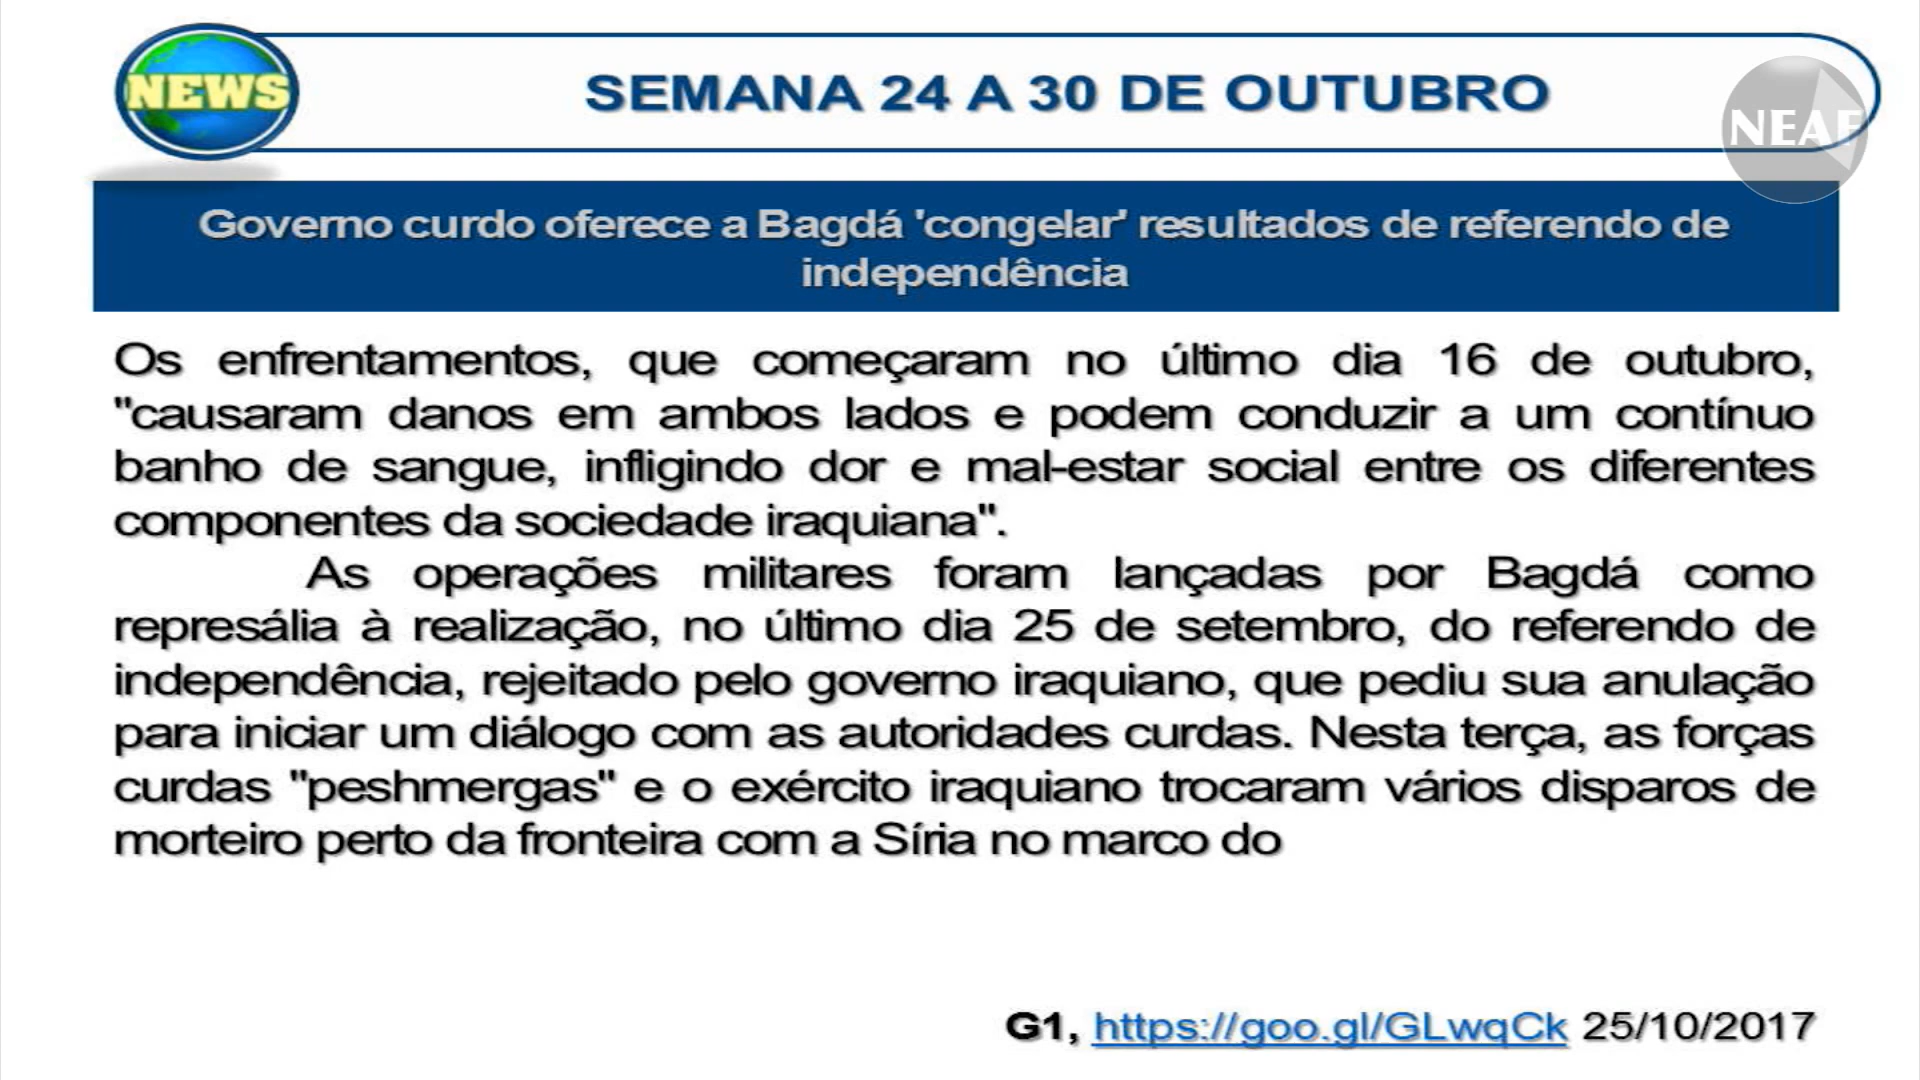 NEWS
SEMANA 24 A 30 DE OUTUBRO
NEAF
Governo curdo oferece a Bagdá 'congelar' resultados de referendo de
independência
Os enfrentamentos, que começaram no último dia 16 de outubro,
"causaram danos em ambos lados e podem conduzir a um contínuo
banho de sangue, infligindo dor e mal-estar social entre os diferentes
componentes da sociedade iraquiana".
As operações militares foram lançadas por Bagdá como
represália à realização, no último dia 25 de setembro, do referendo de
independência, rejeitado pelo governo iraquiano, que pediu sua anulação
para iniciar um diálogo com as autoridades curdas. Nesta terça, as forças
curdas "peshmergas" e o exército iraquiano trocaram vários disparos de
morteiro perto da fronteira com a Síria no marco do
G1, https://goo.gl/GLwqCk 25/10/2017